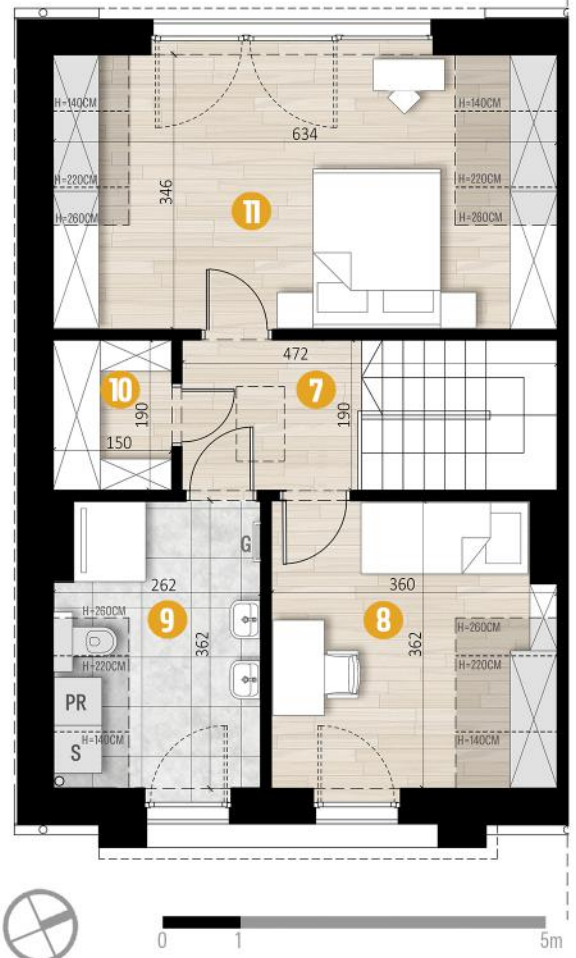 H=140CM
H=140CM
634
H=220CM
H=220CM
346
11
H=260CM
H=260CM
472
10
7
190
190
150
G
262
360
9
8
H=260CM
H=260CM
362
362
H=220CM
H=220CM
PR
H=140CM
H=140CM
S
0
1
5m